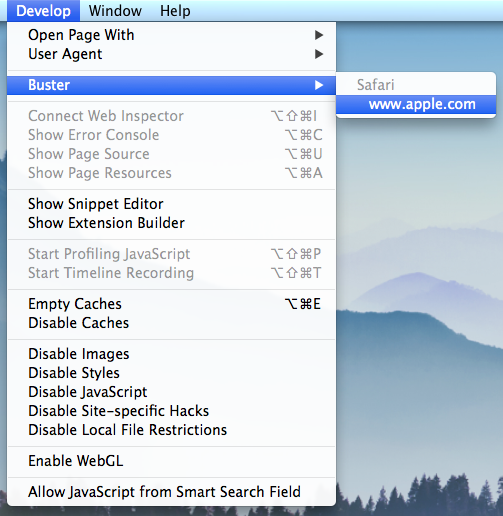 Develop Window Help
Open Page With
User Agent
Buster
Safari
www.apple.com
Connect Web Inspector ⌥⇧⌘I
Show Error Console ⌥⌘C
Show Page Source ⌥⌘U
Show Page Resources ⌥⌘A
Show Snippet Editor
Show Extension Builder
Start Profiling JavaScript ⌥⇧⌘P
Start Timeline Recording ⌥⇧⌘T
Empty Caches ⌥⌘E
Disable Caches
Disable Images
Disable Styles
Disable JavaScript
Disable Site-specific Hacks
Disable Local File Restrictions
Enable WebGL
Allow JavaScript from Smart Search Field